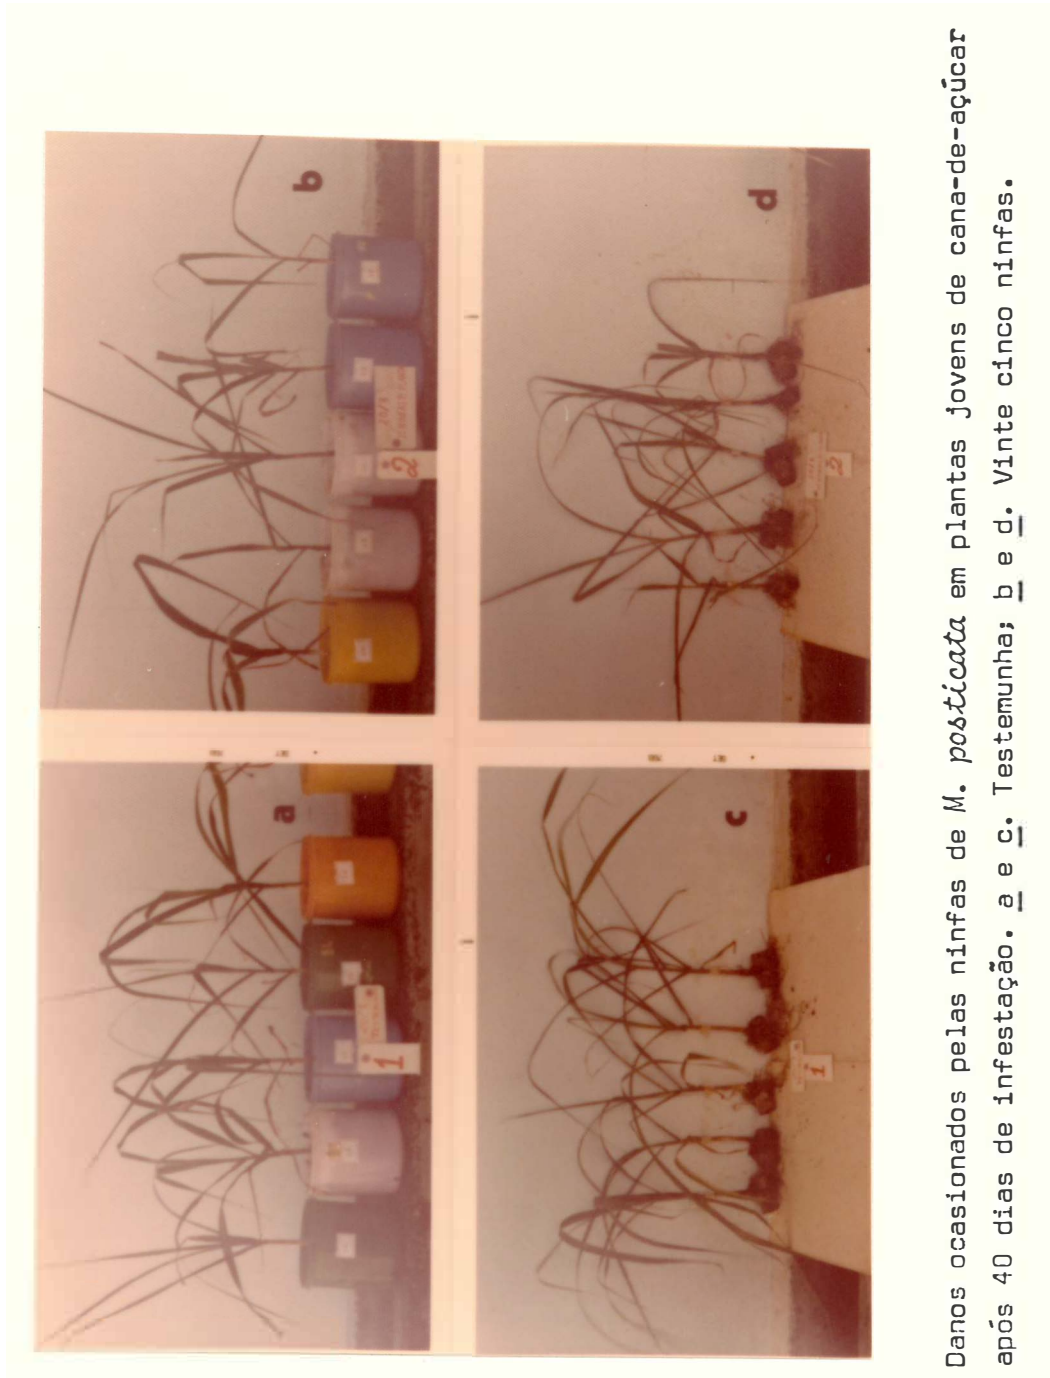 b
2
a
1
d
2
c
1
Danos ocasionados pelas ninfas de M. posticata em plantas jovens de cana-de-açúcar
após 40 dias de infestação. a e c. Testemunha; b e d. Vinte cinco ninfas.